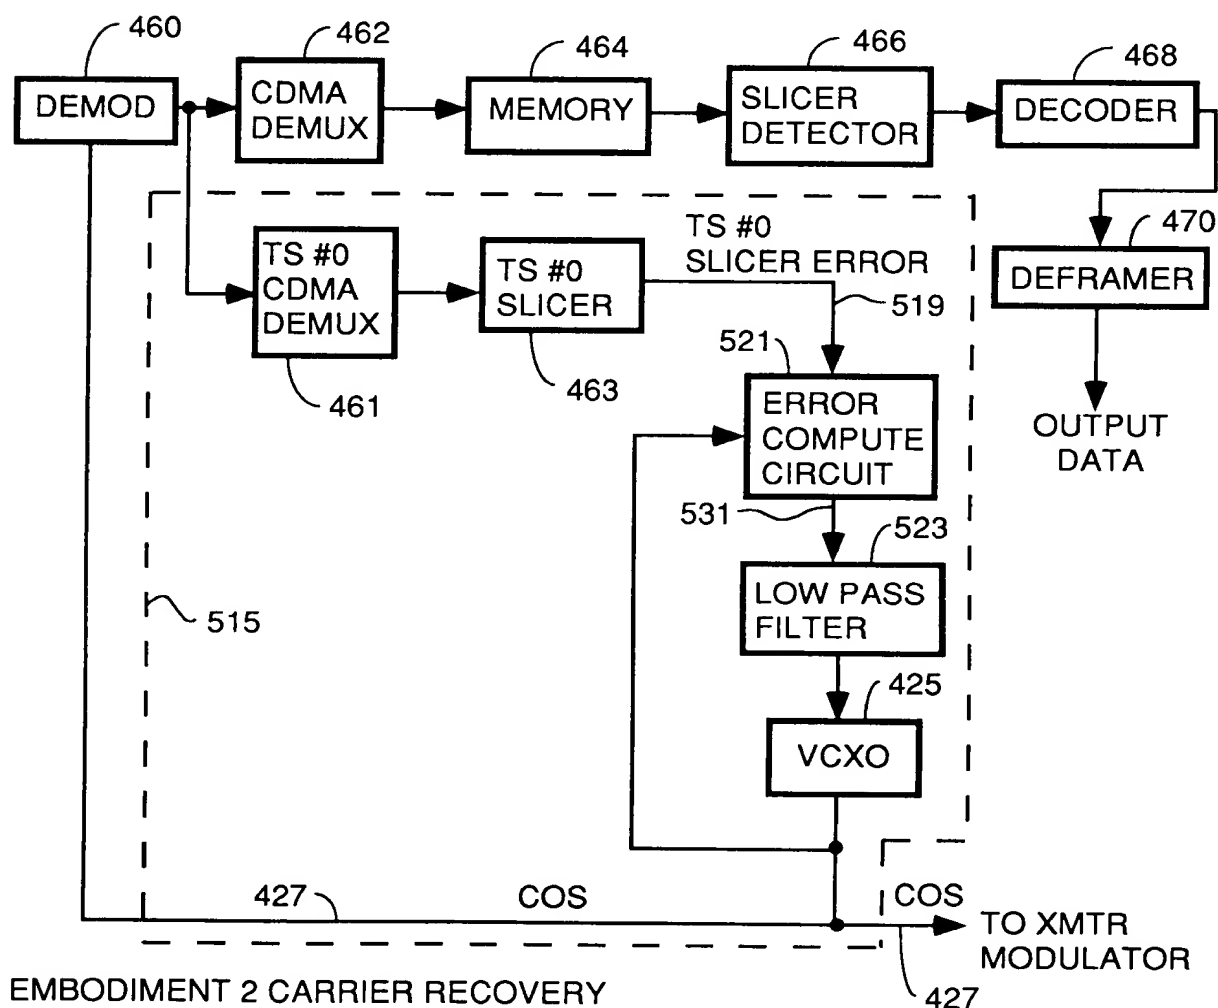 460
462
464
466
468
DEMOD
CDMA
DEMUX
MEMORY
SLICER
DETECTOR
DECODER
TS #0
CDMA
DEMUX
TS #0
SLICER
TS #0
SLICER ERROR
470
DEFRAMER
519
521
461
463
ERROR
COMPUTE
CIRCUIT
OUTPUT
DATA
531
523
LOW PASS
FILTER
515
425
VCXO
427
COS
COS
TO XMTR
MODULATOR
427
EMBODIMENT 2 CARRIER RECOVERY